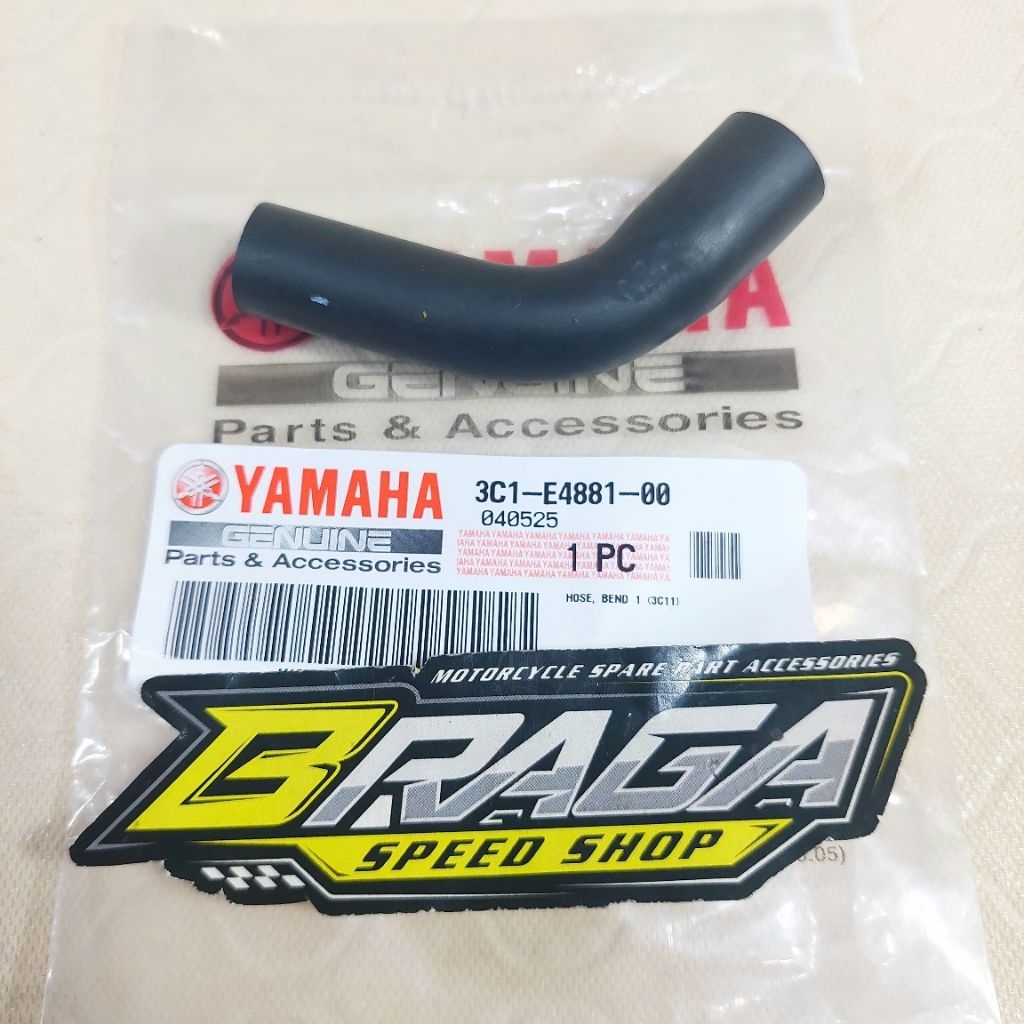 YAMAHA
GENUINE
Parts & Accessories
YAMAHA
GENUINE
Parts & Accessories
3C1-E4881-00
040525
1 PC
HOSE, BEND 1 (3C11)
MOTORCYCLE SPARE PART ACCESSORIES
BRAGA
SPEED SHOP